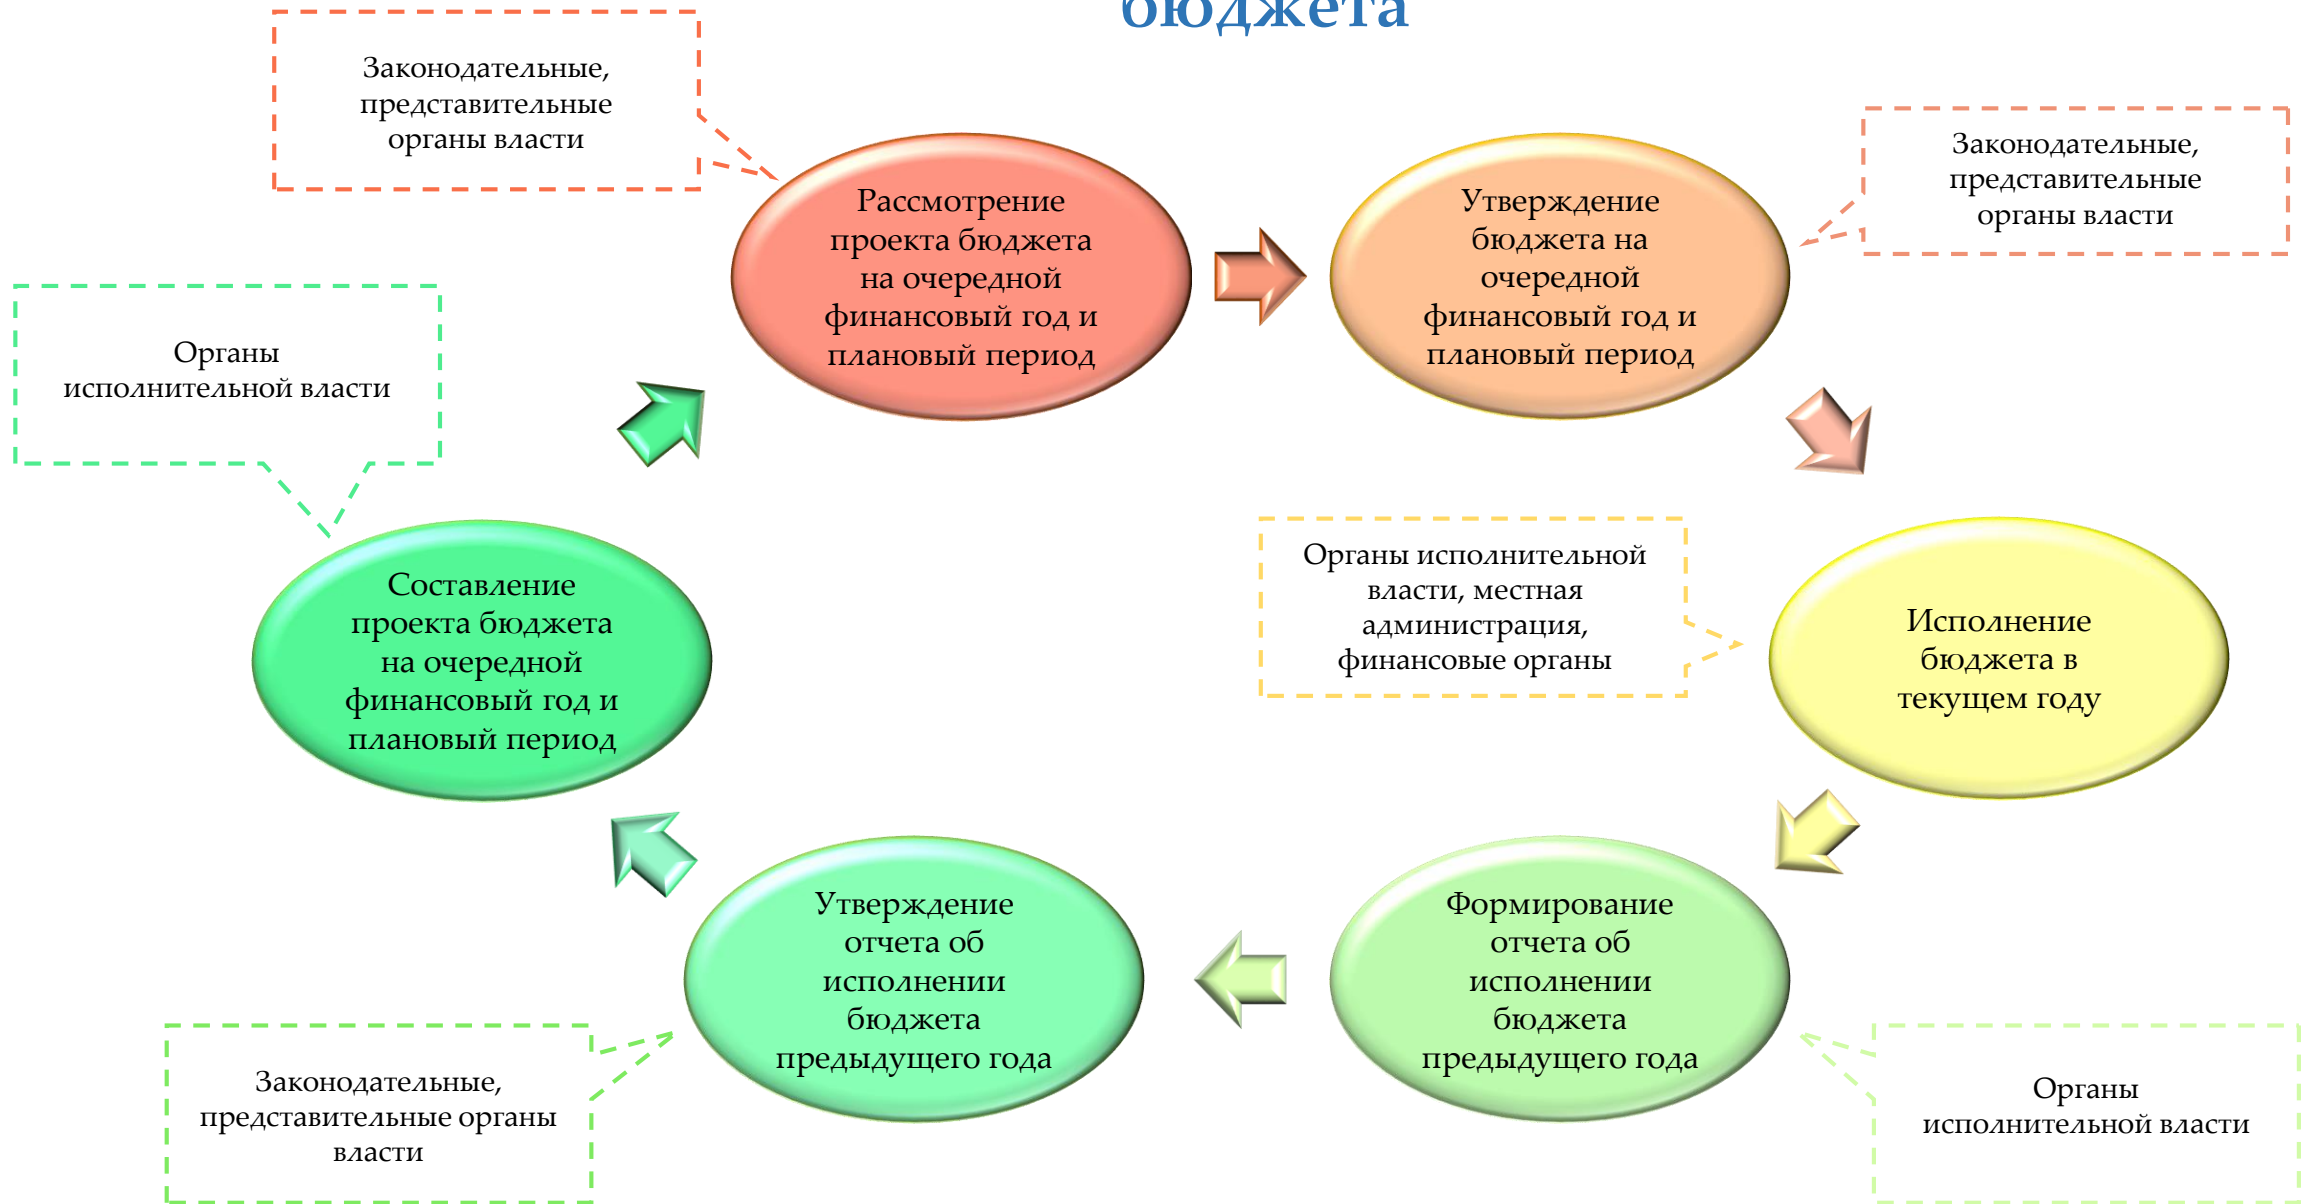 бюджета
Законодательные,
представительные
органы власти
Рассмотрение
проекта бюджета
на очередной
финансовый год и
плановый период
Утверждение
бюджета на
очередной
финансовый год и
плановый период
Законодательные,
представительные
органы власти
Органы
исполнительной власти
Составление
проекта бюджета
на очередной
финансовый год и
плановый период
Органы исполнительной
власти, местная
администрация,
финансовые органы
Исполнение
бюджета в
текущем году
Утверждение
отчета об
исполнении
бюджета
предыдущего года
Формирование
отчета об
исполнении
бюджета
предыдущего года
Законодательные,
представительные органы
власти
Органы
исполнительной власти